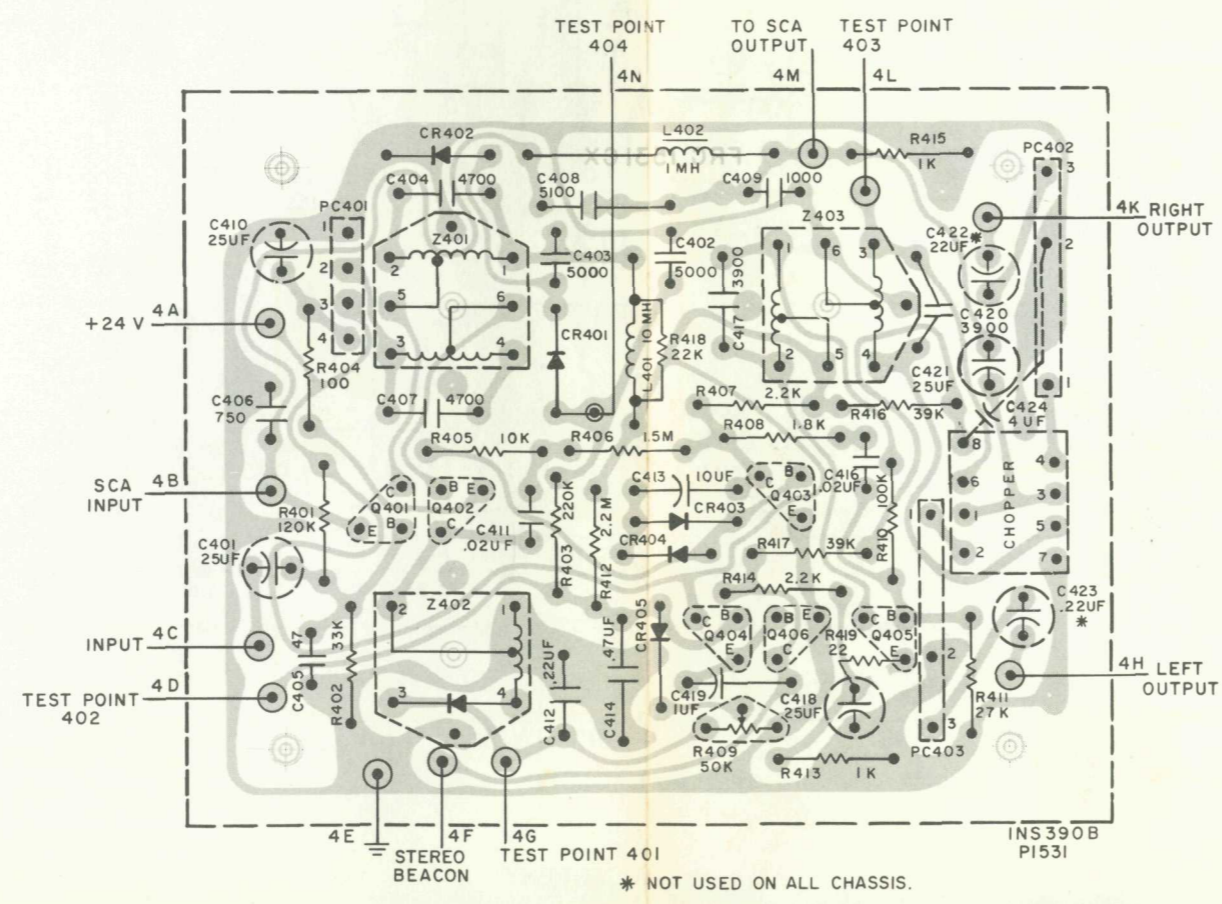 TEST POINT
404
TO SCA
OUTPUT
TEST POINT
403
4N
4M
4L
CR402
L402
1 MH
R415
1K
PC402
3
2
1
C404
4700
C408
5100
C409
1000
4K RIGHT
OUTPUT
C410
25UF
PC401
1
2
3
4
Z401
2
1
5
6
3
4
C403
5000
C402
5000
C417
3900
Z403
1
6
3
2
5
4
C422
22UF
*
C420
3900
+24 V
4A
R404
100
CR401
L401 10 MH
R418
22K
C421
25UF
C406
750
C407
4700
R407
2.2K
R416
39K
C424
4UF
R405
10K
R406
1.5M
R408
1.8K
SCA
INPUT
4B
R401
120K
C
Q401
E
B
B
E
Q402
C
C411
.02UF
220K
R403
2.2M
R412
C413
10UF
CR403
CR404
C
B
Q403
E
C416
.02UF
100K
R410
1
2
3
PC403
8
6
1
2
CHOPPER
4
3
5
7
C401
25UF
R417
39K
R414
2.2K
C423
.22UF
*
INPUT
4C
47
C405
33K
R402
Z402
2
1
3
4
.22UF
C412
.47UF
C414
CR405
C
B
Q404
E
B
E
Q406
C
R419
22
C
B
Q405
E
4H LEFT
OUTPUT
TEST POINT
402
4D
C419
1UF
C418
25UF
R411
27K
R409
50K
R413
1K
4E
4F
4G
STEREO
BEACON
TEST POINT 401
INS390B
P1531
* NOT USED ON ALL CHASSIS.